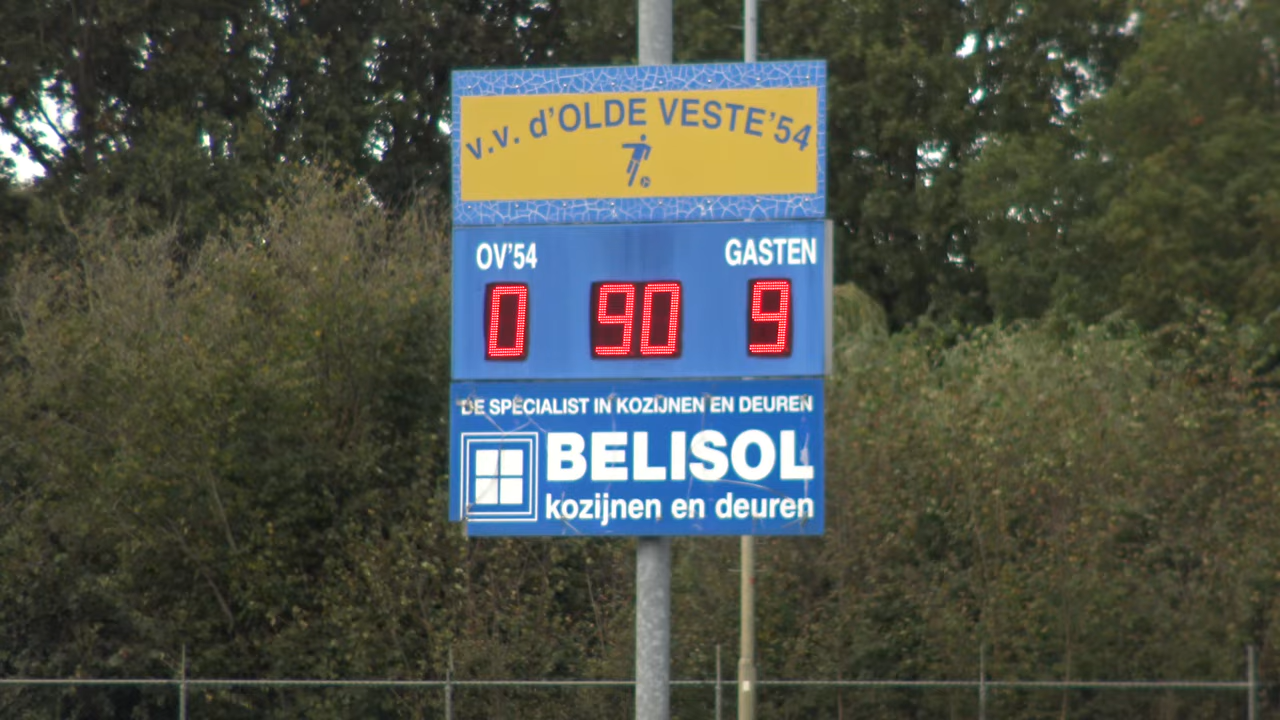 v.v. d'OLDE VESTE'54
OV'54 GASTEN
0 90 9
DE SPECIALIST IN KOZIJNEN EN DEUREN
BELISOL
kozijnen en deuren